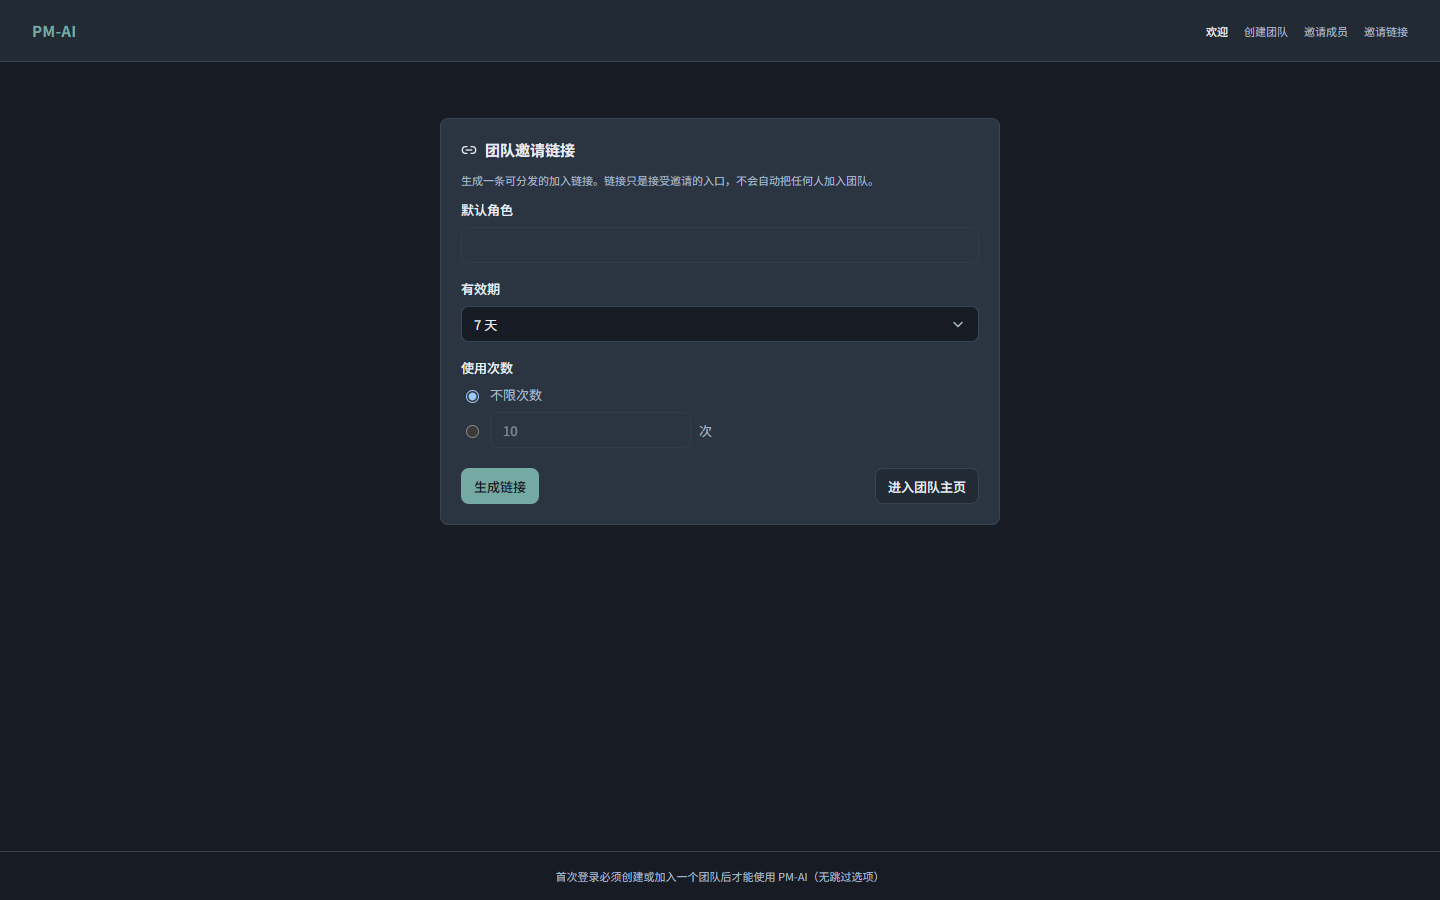 PM-AI
欢迎 创建团队 邀请成员 邀请链接
团队邀请链接
生成一条可分发的加入链接。链接只是接受邀请的入口，不会自动把任何人加入团队。
默认角色
有效期
7 天
使用次数
不限次数
10 次
生成链接 进入团队主页
首次登录必须创建或加入一个团队后才能使用 PM-AI（无跳过选项）